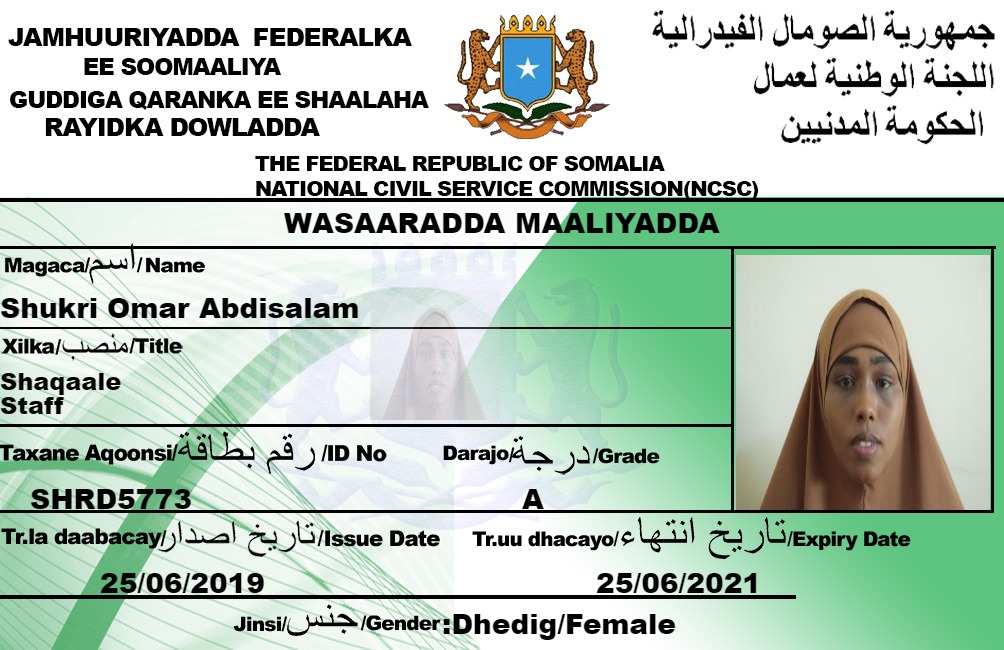 JAMHUURIYADDA FEDERALKA
EE SOOMAALIYA
GUDDIGA QARANKA EE SHAALAHA
RAYIDKA DOWLADDA
جمهورية الصومال الفيدرالية
اللجنة الوطنية لعمال
الحكومة المدنيين
THE FEDERAL REPUBLIC OF SOMALIA
NATIONAL CIVIL SERVICE COMMISSION(NCSC)
WASAARADDA MAALIYADDA
Magaca/اسم/Name
Shukri Omar Abdisalam
Xilka/منصب/Title
Shaqaale
Staff
Taxane Aqoonsi/رقم بطاقة/ID No
Darajo/درجة/Grade
SHRD5773
A
Tr.la daabacay/تاريخ اصدار/Issue Date
Tr.uu dhacayo/تاريخ انتهاء/Expiry Date
25/06/2019
25/06/2021
Jinsi/جنس/Gender:Dhedig/Female